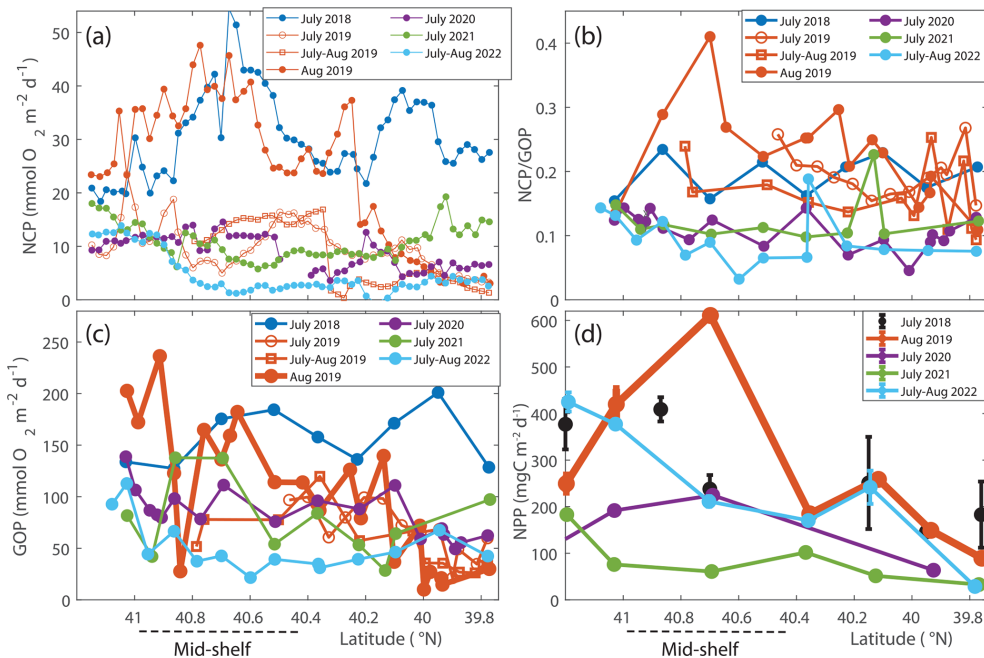 (a)
July 2018
July 2019
July-Aug 2019
Aug 2019
July 2020
July 2021
July-Aug 2022
NCP (mmol O 2 m-2 d-1)
50
40
30
20
10
0
(b)
July 2018
July 2019
July-Aug 2019
Aug 2019
July 2020
July 2021
July-Aug 2022
NCP/GOP
0.4
0.3
0.2
0.1
0
(c)
July 2018
July 2019
July-Aug 2019
Aug 2019
July 2020
July 2021
July-Aug 2022
GOP (mmol O 2 m-2 d-1)
250
200
150
100
50
0
41 40.8 40.6 40.4 40.2 40 39.8
Latitude ( °N)
Mid-shelf
(d)
July 2018
Aug 2019
July 2020
July 2021
July-Aug 2022
NPP (mgC m-2 d-1)
600
500
400
300
200
100
0
41 40.8 40.6 40.4 40.2 40 39.8
Latitude ( °N)
Mid-shelf